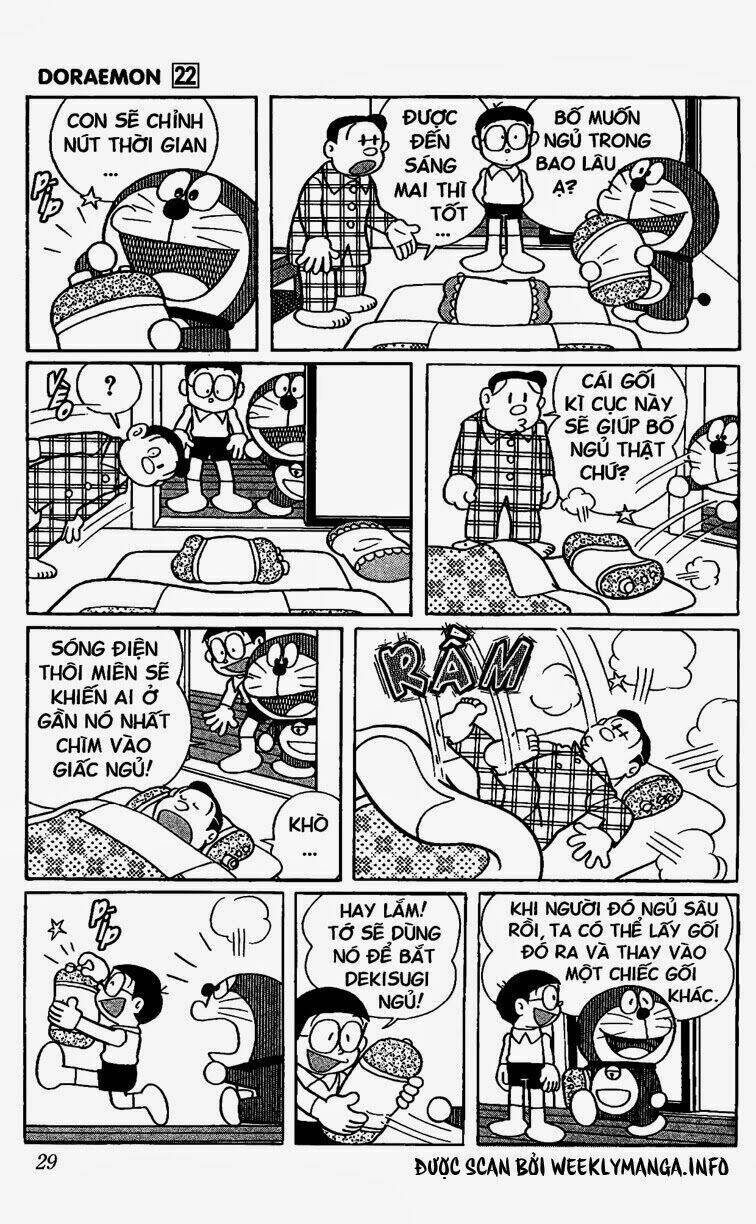 DORAEMON 22
BỐ MUỐN
NGỦ TRONG
BAO LÂU
Ạ?
ĐƯỢC
ĐẾN
SÁNG
MAI THÌ
TỐT
...
CON SẼ CHỈNH
NÚT THỜI GIAN
...
PÍP
CÁI GỐI
KÌ CỤC NÀY
SẼ GIÚP BỐ
NGỦ THẬT
CHỨ?
?
VÈO
RẦM
SÓNG ĐIỆN
THÔI MIÊN SẼ
KHIẾN AI Ở
GẦN NÓ NHẤT
CHÌM VÀO
GIẤC NGỦ!
KHÒ
...
KHI NGƯỜI ĐÓ NGỦ SÂU
RỒI, TA CÓ THỂ LẤY GỐI
ĐÓ RA VÀ THAY VÀO
MỘT CHIẾC GỐI
KHÁC.
HAY LẮM!
TỚ SẼ DÙNG
NÓ ĐỂ BẮT
DEKISUGI
NGỦ!
PÍP
29
ĐƯỢC SCAN BỞI WEEKLYMANGA.INFO